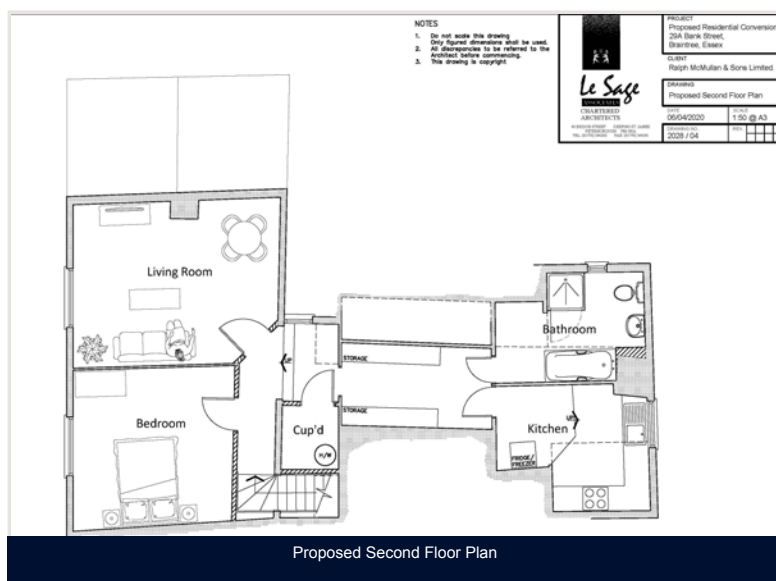 NOTES
1. Do not scale this drawing
Only figured dimensions shall be used.
2. All discrepancies to be referred to the
Architect before commencing.
3. This drawing is copyright
Le Sage
ASSOCIATES
CHARTERED
ARCHITECTS
PROJECT
Proposed Residential Conversion
29A Bank Street,
Braintree, Essex
CLIENT
Ralph McMullan & Sons Limited.
DRAWING
Proposed Second Floor Plan
DATE
06/04/2020
SCALE
1:50 @ A3
DRAWING NO.
2028 / 04
REV.
Living Room
Bathroom
UP
STORAGE
STORAGE
Bedroom
Cup'd
H/W
Kitchen
UP
FRIDGE/
FREEZER
Proposed Second Floor Plan